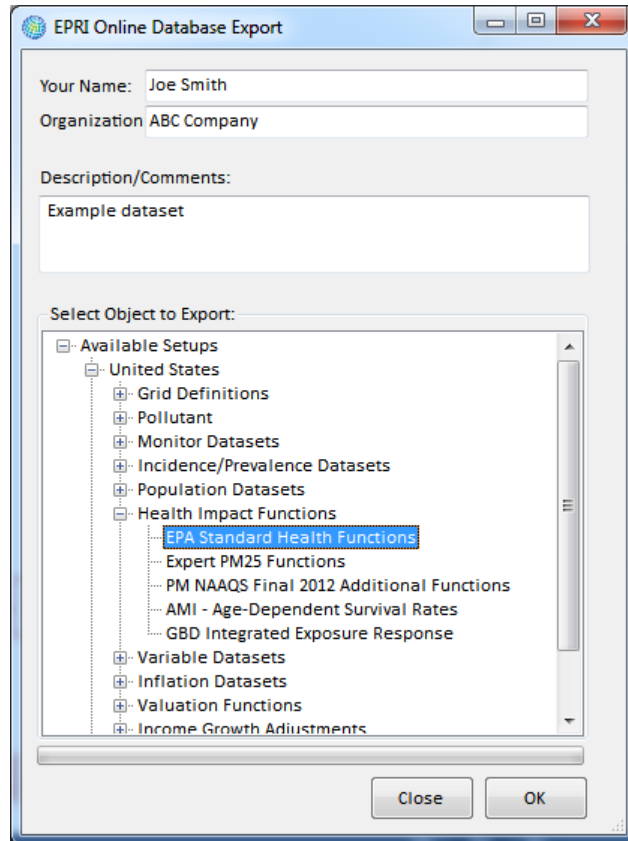 EPRI Online Database Export
Your Name: Joe Smith
Organization ABC Company
Description/Comments:
Example dataset
Select Object to Export:
Available Setups
United States
Grid Definitions
Pollutant
Monitor Datasets
Incidence/Prevalence Datasets
Population Datasets
Health Impact Functions
EPA Standard Health Functions
Expert PM25 Functions
PM NAAQS Final 2012 Additional Functions
AMI - Age-Dependent Survival Rates
GBD Integrated Exposure Response
Variable Datasets
Inflation Datasets
Valuation Functions
Income Growth Adjustments
Close OK